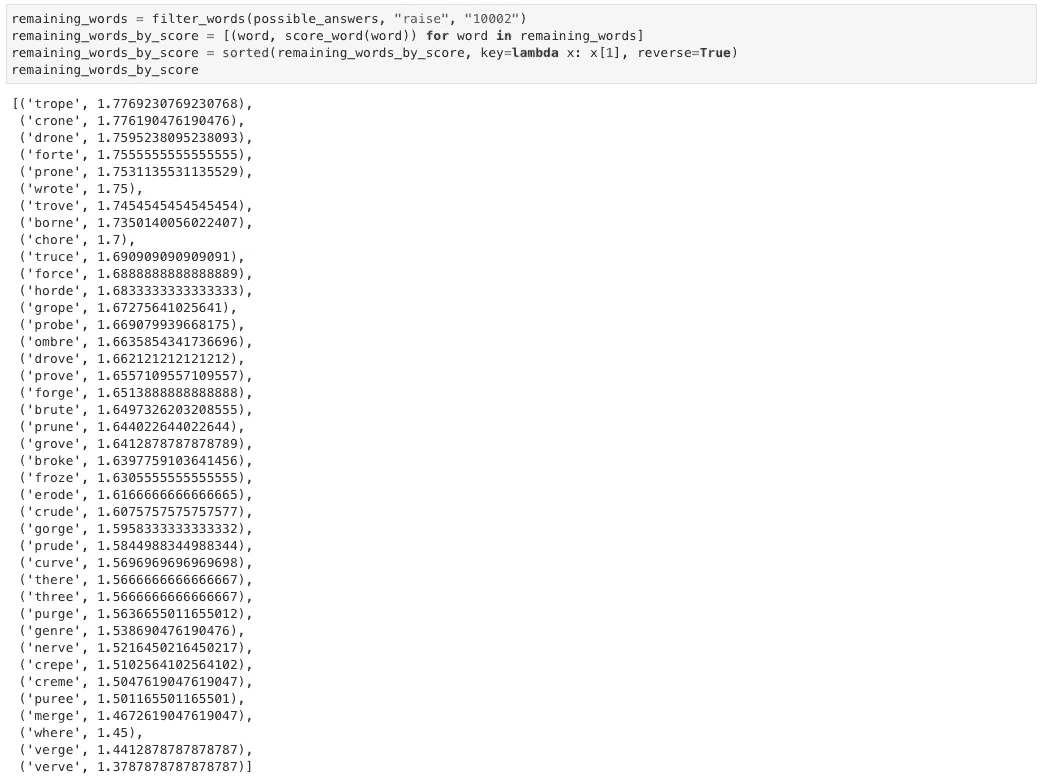 remaining_words = filter_words(possible_answers, "raise", "10002")
remaining_words_by_score = [(word, score_word(word)) for word in remaining_words]
remaining_words_by_score = sorted(remaining_words_by_score, key=lambda x: x[1], reverse=True)
remaining_words_by_score
[('trope', 1.7769230769230768),
('crone', 1.776190476190476),
('drone', 1.7595238095238093),
('forte', 1.7555555555555555),
('prone', 1.7531135531135529),
('wrote', 1.75),
('trove', 1.7454545454545454),
('borne', 1.7350140056022407),
('chore', 1.7),
('truce', 1.690909090909091),
('force', 1.6888888888888889),
('horde', 1.6833333333333333),
('grope', 1.67275641025641),
('probe', 1.669079939668175),
('ombre', 1.6635854341736696),
('drove', 1.662121212121212),
('prove', 1.6557109557109557),
('forge', 1.6513888888888888),
('brute', 1.6497326203208555),
('prune', 1.644022644022644),
('grove', 1.6412878787878789),
('broke', 1.6397759103641456),
('froze', 1.6305555555555555),
('erode', 1.6166666666666665),
('crude', 1.6075757575757577),
('gorge', 1.5958333333333332),
('prude', 1.5844988344988344),
('curve', 1.5696969696969698),
('there', 1.5666666666666667),
('three', 1.5666666666666667),
('purge', 1.5636655011655012),
('genre', 1.538690476190476),
('nerve', 1.5216450216450217),
('crepe', 1.5102564102564102),
('creme', 1.5047619047619047),
('puree', 1.501165501165501),
('merge', 1.4672619047619047),
('where', 1.45),
('verge', 1.4412878787878787),
('verve', 1.3787878787878787)]